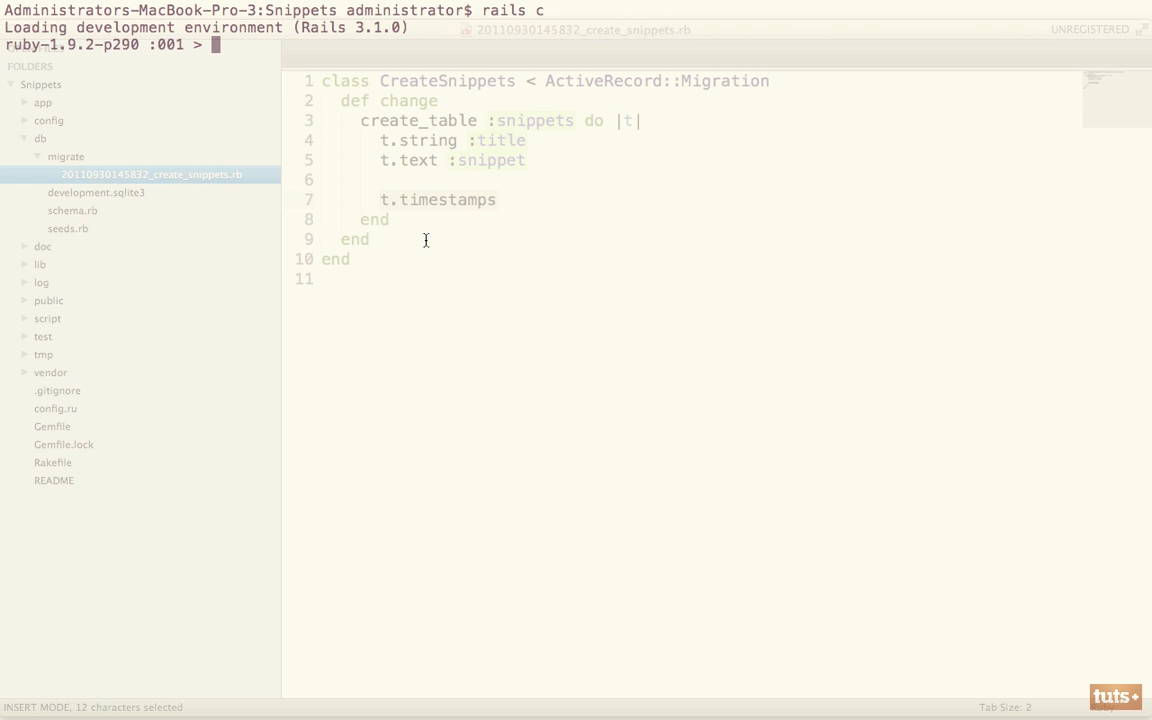 Administrators-MacBook-Pro-3:Snippets administrator$ rails c
Loading development environment (Rails 3.1.0)
ruby-1.9.2-p290 :001 >
20110930145832_create_snippets.rb
UNREGISTERED
FOLDERS
Snippets
app
config
db
migrate
20110930145832_create_snippets.rb
development.sqlite3
schema.rb
seeds.rb
doc
lib
log
public
script
test
tmp
vendor
.gitignore
config.ru
Gemfile
Gemfile.lock
Rakefile
README
1 class CreateSnippets < ActiveRecord::Migration
2 def change
3 create_table :snippets do |t|
4 t.string :title
5 t.text :snippet
6
7 t.timestamps
8 end
9 end
10 end
11
INSERT MODE, 12 characters selected
Tab Size: 2
tuts+